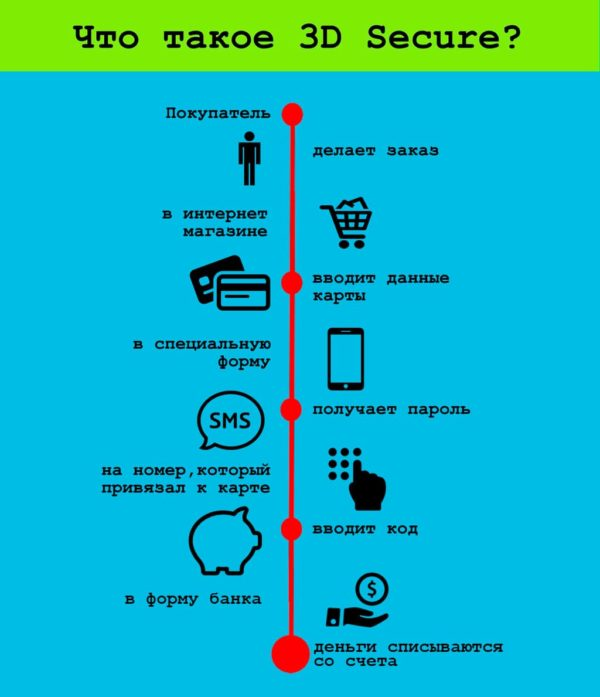 Что такое 3D Secure?
Покупатель
делает заказ
в интернет
магазине
вводит данные
карты
в специальную
форму
получает пароль
SMS
на номер,который
привязал к карте
вводит код
в форму банка
$
деньги списываются
со счета